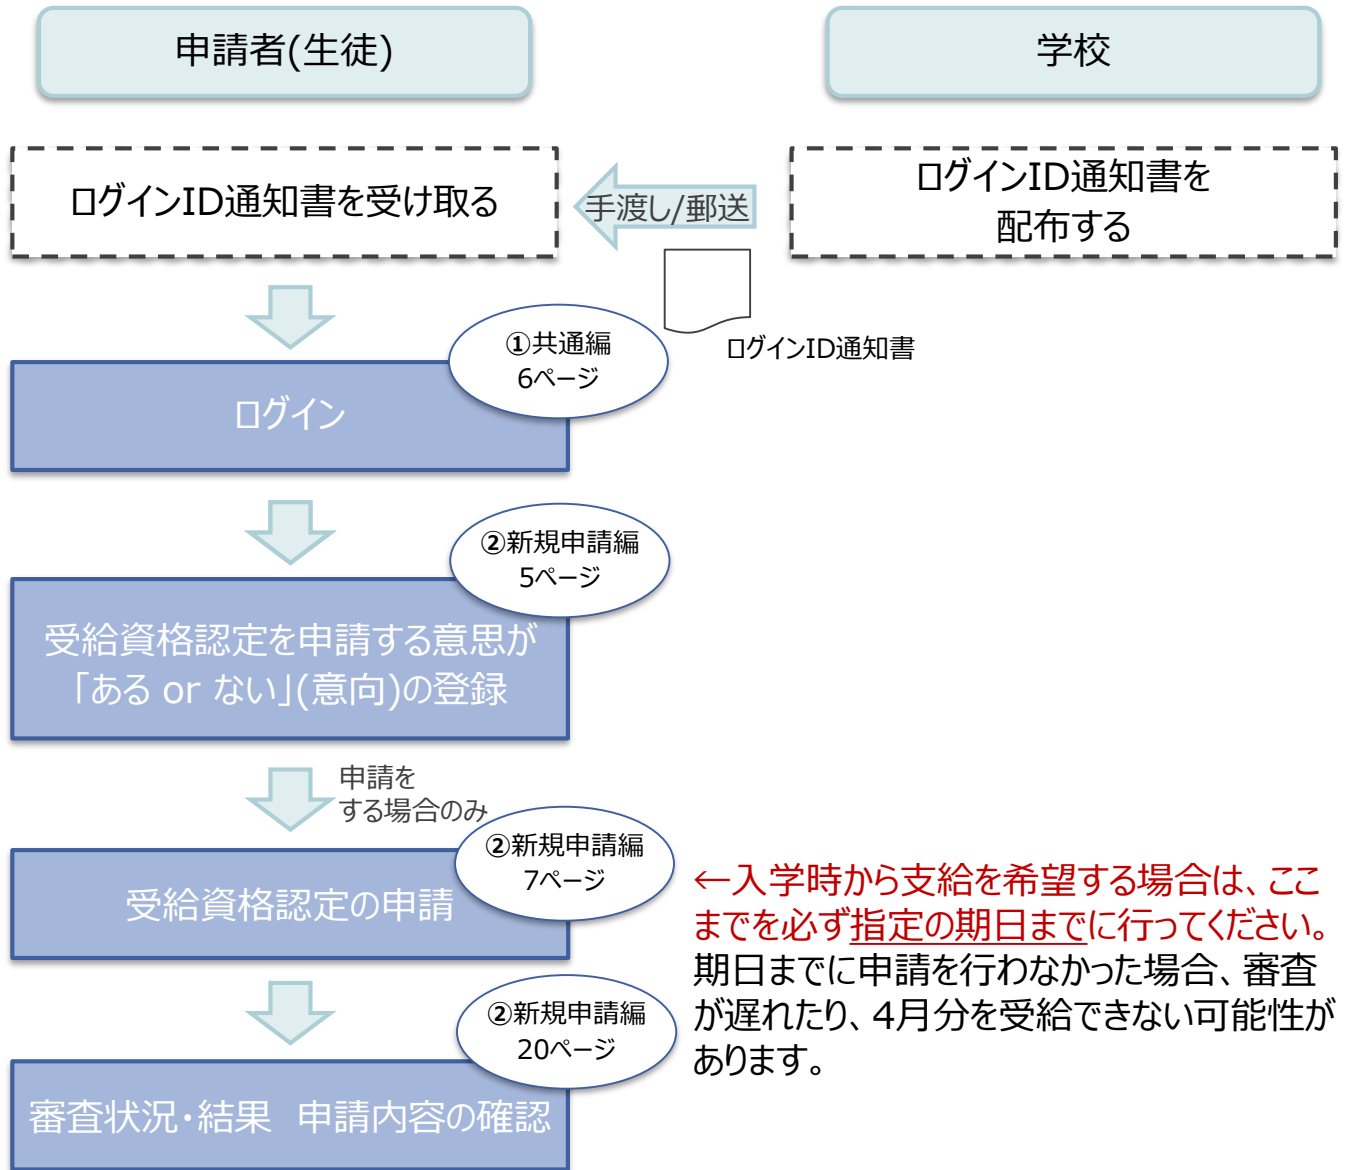 申請者(生徒)
学校
ログインID通知書を受け取る
手渡し/郵送
ログインID通知書を
配布する
ログインID通知書
①共通編
6ページ
ログイン
②新規申請編
5ページ
受給資格認定を申請する意思が
「ある or ない」(意向)の登録
申請を
する場合のみ
②新規申請編
7ページ
受給資格認定の申請
←入学時から支給を希望する場合は、ここ
までを必ず指定の期日までに行ってください。
期日までに申請を行わなかった場合、審査
が遅れたり、4月分を受給できない可能性が
あります。
②新規申請編
20ページ
審査状況・結果 申請内容の確認